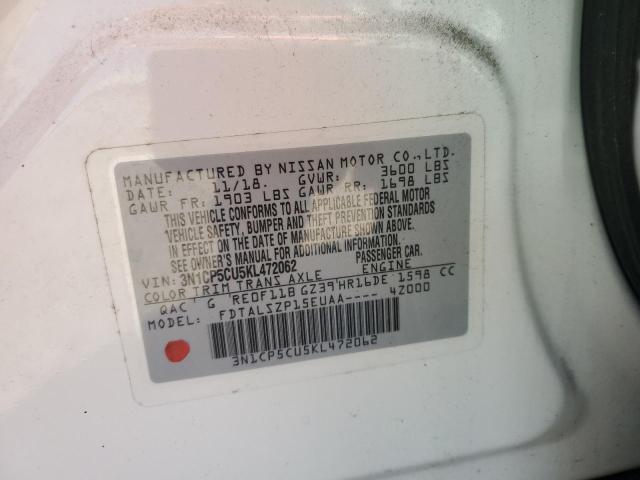 MANUFACTURED BY NISSAN MOTOR CO.,LTD.
DATE: 11/18. GVWR: 3600 LBS
GAWR FR: 1903 LBS GAWR RR: 1698 LBS
THIS VEHICLE CONFORMS TO ALL APPLICABLE FEDERAL MOTOR
VEHICLE SAFETY, BUMPER AND THEFT PREVENTION STANDARDS
IN EFFECT ON THE DATE OF MANUFACTURE SHOWN ABOVE.
SEE OWNERS MANUAL FOR ADDITIONAL INFORMATION.
VIN: 3N1CP5CU5KL472062 PASSENGER CAR.
COLOR TRIM TRANS AXLE ENGINE
QAC G RE0F11B GZ39 HR16DE 1598 CC
MODEL: FDTALSZP15EUAA---- 4Z000
3N1CP5CU5KL472062